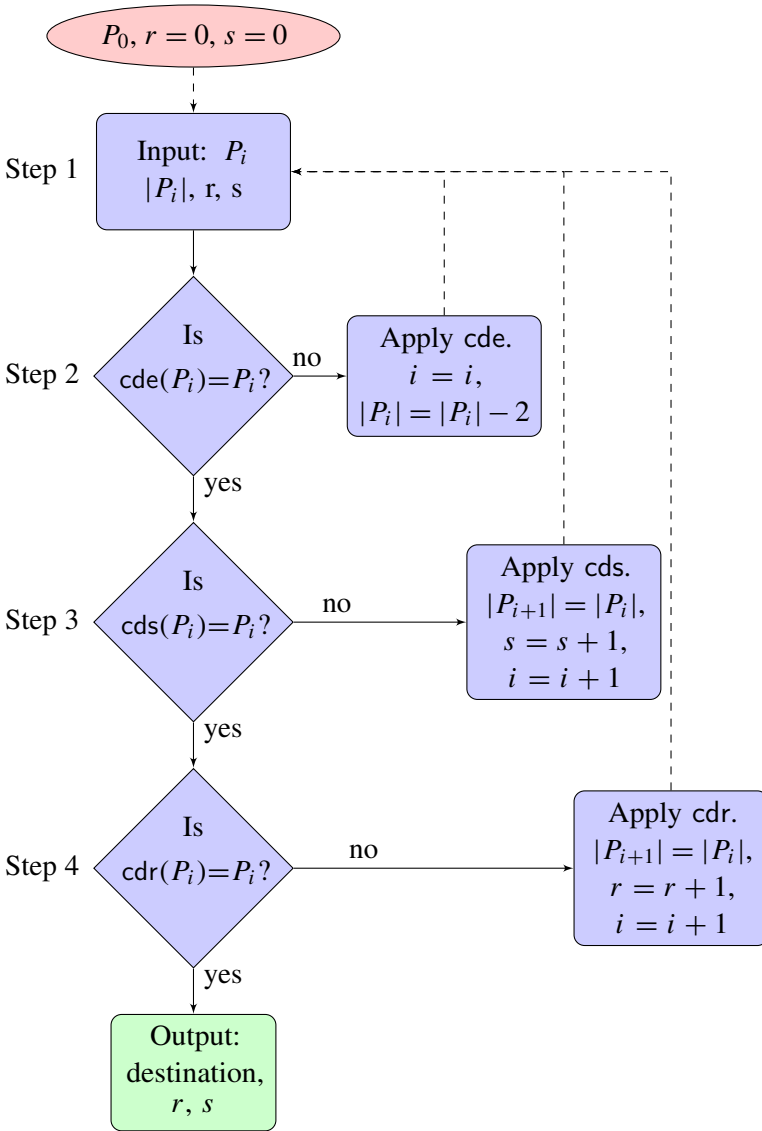 P₀, r = 0, s = 0
Step 1
Input: Pᵢ
|Pᵢ|, r, s
Step 2
Is
cde(Pᵢ)=Pᵢ?
no
Apply cde.
i = i,
|Pᵢ| = |Pᵢ| − 2
yes
Step 3
Is
cds(Pᵢ)=Pᵢ?
no
Apply cds.
|Pᵢ₊₁| = |Pᵢ|,
s = s + 1,
i = i + 1
yes
Step 4
Is
cdr(Pᵢ)=Pᵢ?
no
Apply cdr.
|Pᵢ₊₁| = |Pᵢ|,
r = r + 1,
i = i + 1
yes
Output:
destination,
r, s